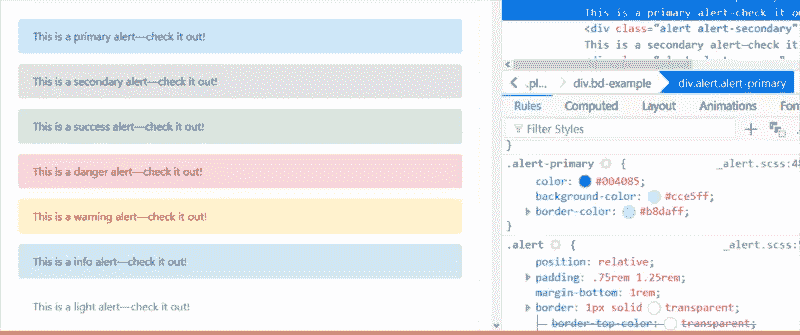 This is a primary alert—check it out!
This is a secondary alert—check it out!
This is a success alert—check it out!
This is a danger alert—check it out!
This is a warning alert—check it out!
This is a info alert—check it out!
This is a light alert—check it out!
This is a primary alert-check it ou
<div class="alert alert-secondary"
This is a secondary alert-check it
.pl... div.bd-example div.alert.alert-primary
Rules Computed Layout Animations Fon
Filter Styles
}
.alert-primary { _alert.scss:4
color: #004085;
background-color: #cce5ff;
border-color: #b8daff;
}
.alert { _alert.scss:
position: relative;
padding: .75rem 1.25rem;
margin-bottom: 1rem;
border: 1px solid transparent;
border-top-color: transparent;